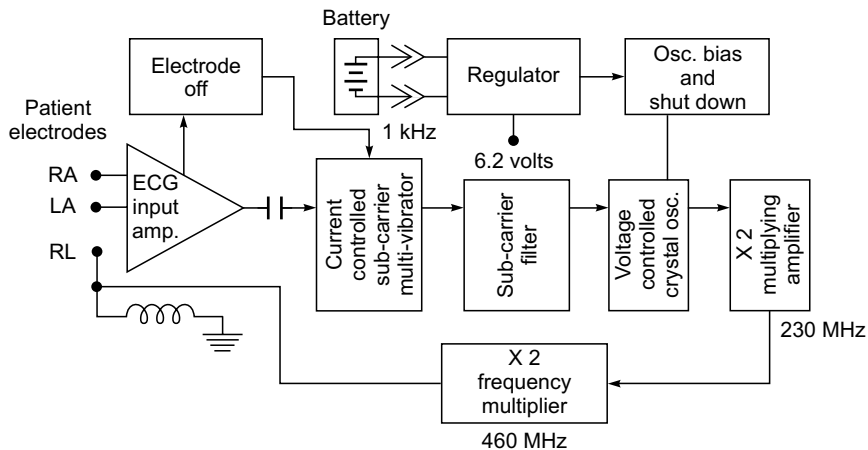 Battery
Electrode
off
Regulator
Osc. bias
and
shut down
Patient
electrodes
1 kHz
6.2 volts
RA
LA
RL
ECG
input
amp.
Current
controlled
sub-carrier
multi-vibrator
Sub-carrier
filter
Voltage
controlled
crystal osc.
X 2
multiplying
amplifier
230 MHz
X 2
frequency
multiplier
460 MHz